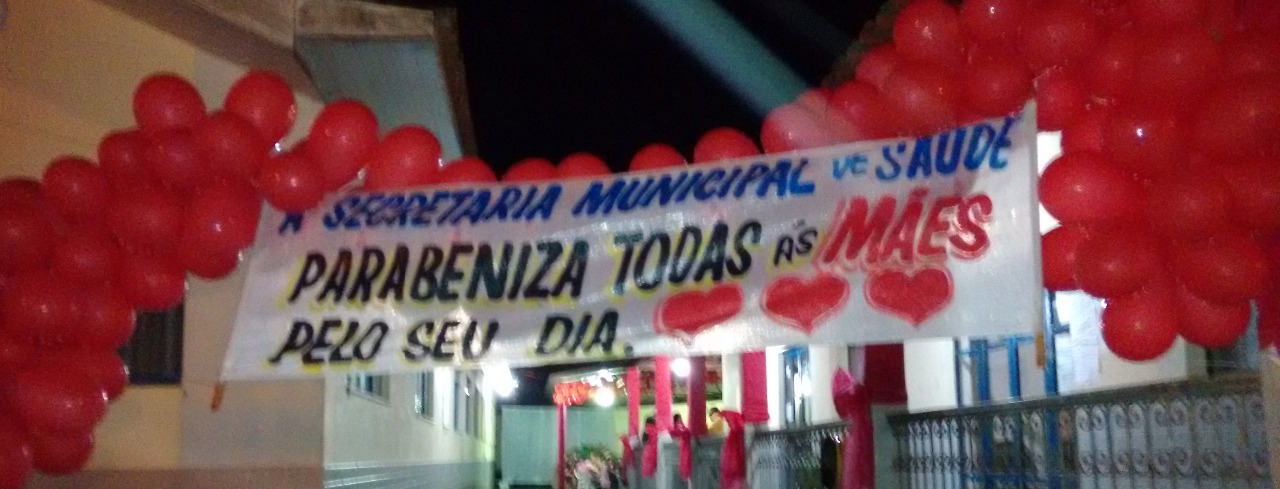 A SECRETARIA MUNICIPAL DE SAÚDE
PARABENIZA TODAS AS MÃES
PELO SEU DIA.